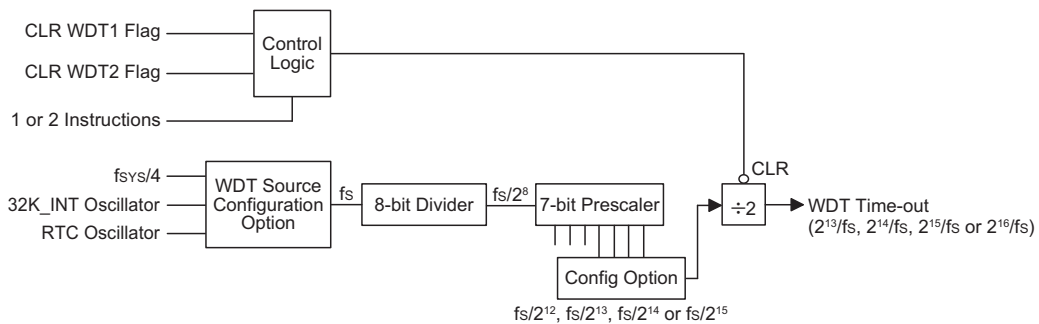 CLR WDT1 Flag
CLR WDT2 Flag
1 or 2 Instructions
Control
Logic
fSYS/4
32K_INT Oscillator
RTC Oscillator
WDT Source
Configuration
Option
fS
8-bit Divider
fS/2⁸
7-bit Prescaler
Config Option
fS/2¹², fS/2¹³, fS/2¹⁴ or fS/2¹⁵
CLR
÷2
WDT Time-out
(2¹³/fS, 2¹⁴/fS, 2¹⁵/fS or 2¹⁶/fS)